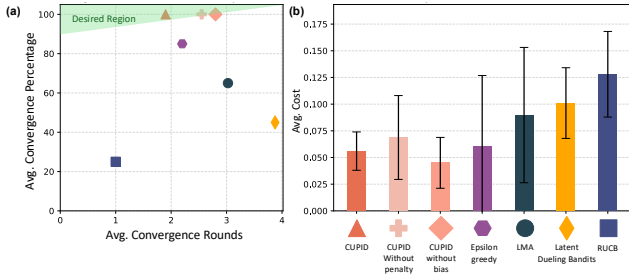 (a)
Desired Region
100
80
60
40
20
0
0
1
2
3
4
Avg. Convergence Percentage
Avg. Convergence Rounds
(b)
0.175
0.150
0.125
0.100
0.075
0.050
0.025
0,000
Avg. Cost
CUPID
CUPID
Without
penalty
CUPID
without
bias
Epsilon
greedy
LMA
Latent
Dueling Bandits
RUCB